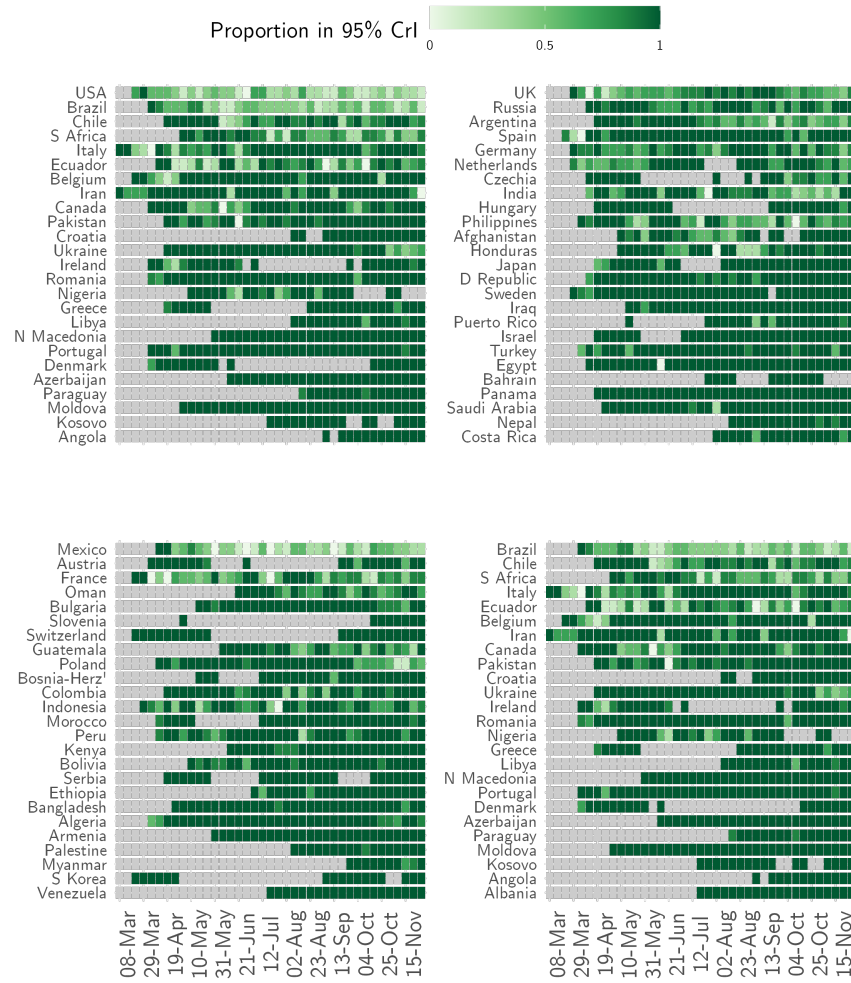 Proportion in 95% CrI
0
0.5
1
USA
Brazil
Chile
S Africa
Italy
Ecuador
Belgium
Iran
Canada
Pakistan
Croatia
Ukraine
Ireland
Romania
Nigeria
Greece
Libya
N Macedonia
Portugal
Denmark
Azerbaijan
Paraguay
Moldova
Kosovo
Angola
UK
Russia
Argentina
Spain
Germany
Netherlands
Czechia
India
Hungary
Philippines
Afghanistan
Honduras
Japan
D Republic
Sweden
Iraq
Puerto Rico
Israel
Turkey
Egypt
Bahrain
Panama
Saudi Arabia
Nepal
Costa Rica
Mexico
Austria
France
Oman
Bulgaria
Slovenia
Switzerland
Guatemala
Poland
Bosnia-Herz'
Colombia
Indonesia
Morocco
Peru
Kenya
Bolivia
Serbia
Ethiopia
Bangladesh
Algeria
Armenia
Palestine
Myanmar
S Korea
Venezuela
08-Mar
29-Mar
19-Apr
10-May
31-May
21-Jun
12-Jul
02-Aug
23-Aug
13-Sep
04-Oct
25-Oct
15-Nov
Brazil
Chile
S Africa
Italy
Ecuador
Belgium
Iran
Canada
Pakistan
Croatia
Ukraine
Ireland
Romania
Nigeria
Greece
Libya
N Macedonia
Portugal
Denmark
Azerbaijan
Paraguay
Moldova
Kosovo
Angola
Albania
08-Mar
29-Mar
19-Apr
10-May
31-May
21-Jun
12-Jul
02-Aug
23-Aug
13-Sep
04-Oct
25-Oct
15-Nov